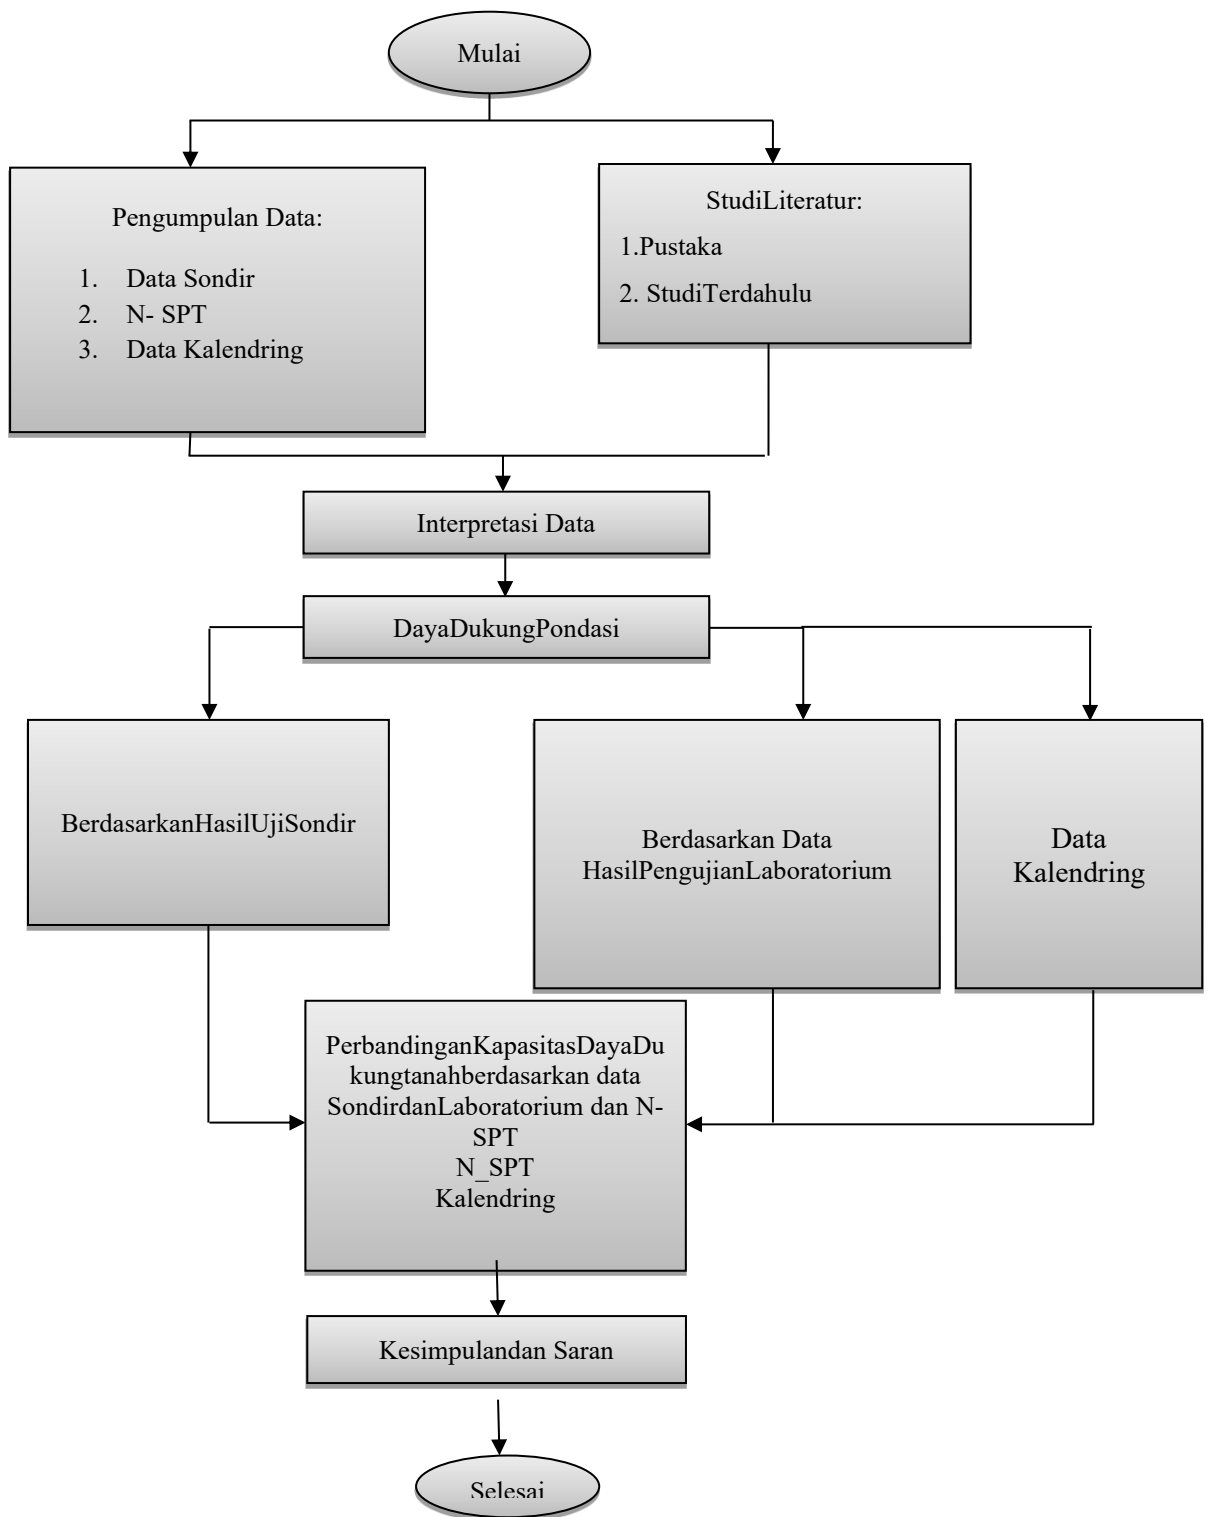 Mulai
Pengumpulan Data:
1. Data Sondir
2. N- SPT
3. Data Kalendring
StudiLiteratur:
1.Pustaka
2. StudiTerdahulu
Interpretasi Data
DayaDukungPondasi
BerdasarkanHasilUjiSondir
Berdasarkan Data
HasilPengujianLaboratorium
Data
Kalendring
PerbandinganKapasitasDayaDu
kungtanahberdasarkan data
SondirdanLaboratorium dan N-
SPT
N_SPT
Kalendring
Kesimpulandan Saran
Selesai